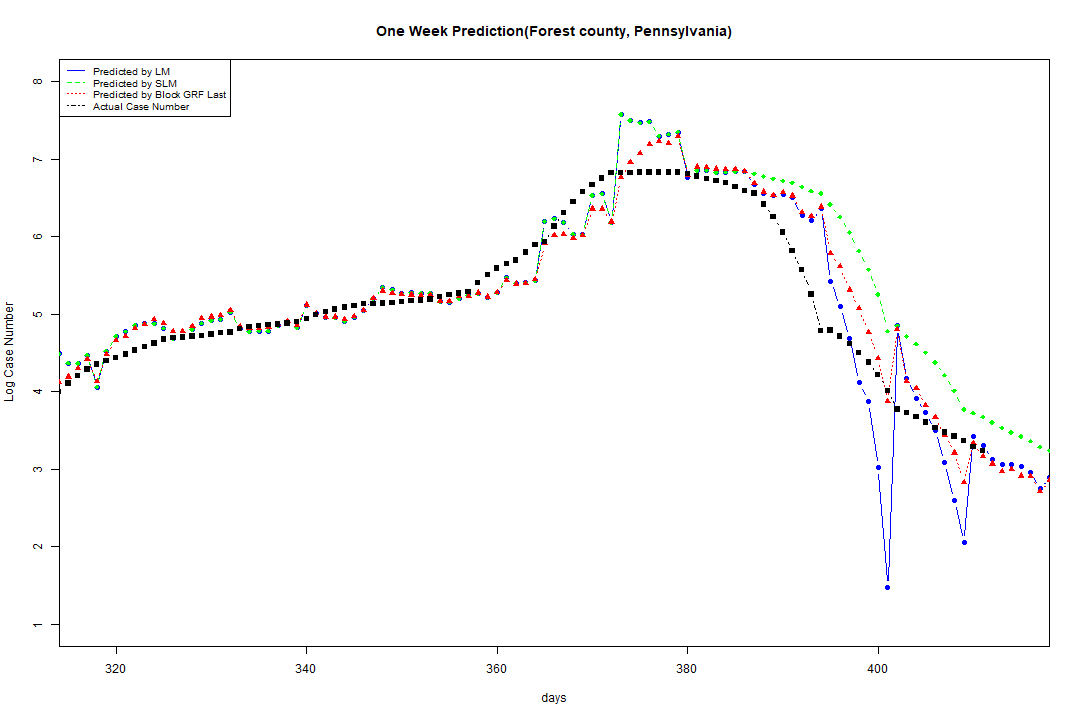 One Week Prediction(Forest county, Pennsylvania)
Predicted by LM
Predicted by SLM
Predicted by Block GRF Last
Actual Case Number
8
7
6
5
4
3
2
1
Log Case Number
320 340 360 380 400
days